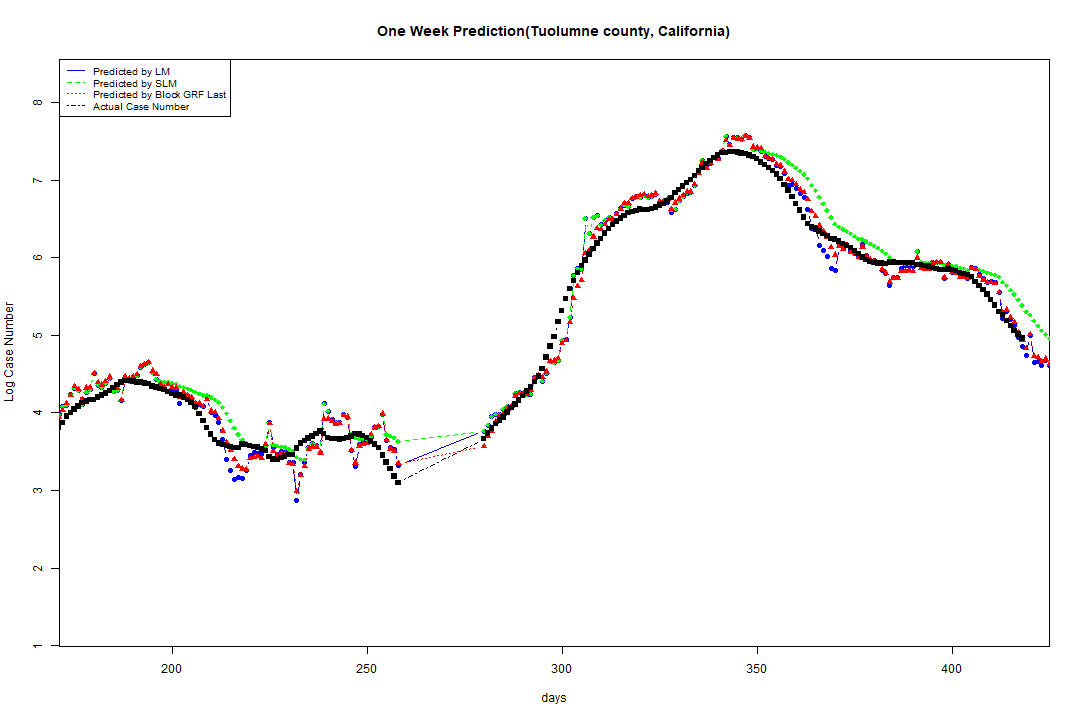 One Week Prediction(Tuolumne county, California)
Predicted by LM
Predicted by SLM
Predicted by Block GRF Last
Actual Case Number
Log Case Number
8
7
6
5
4
3
2
1
200 250 300 350 400
days